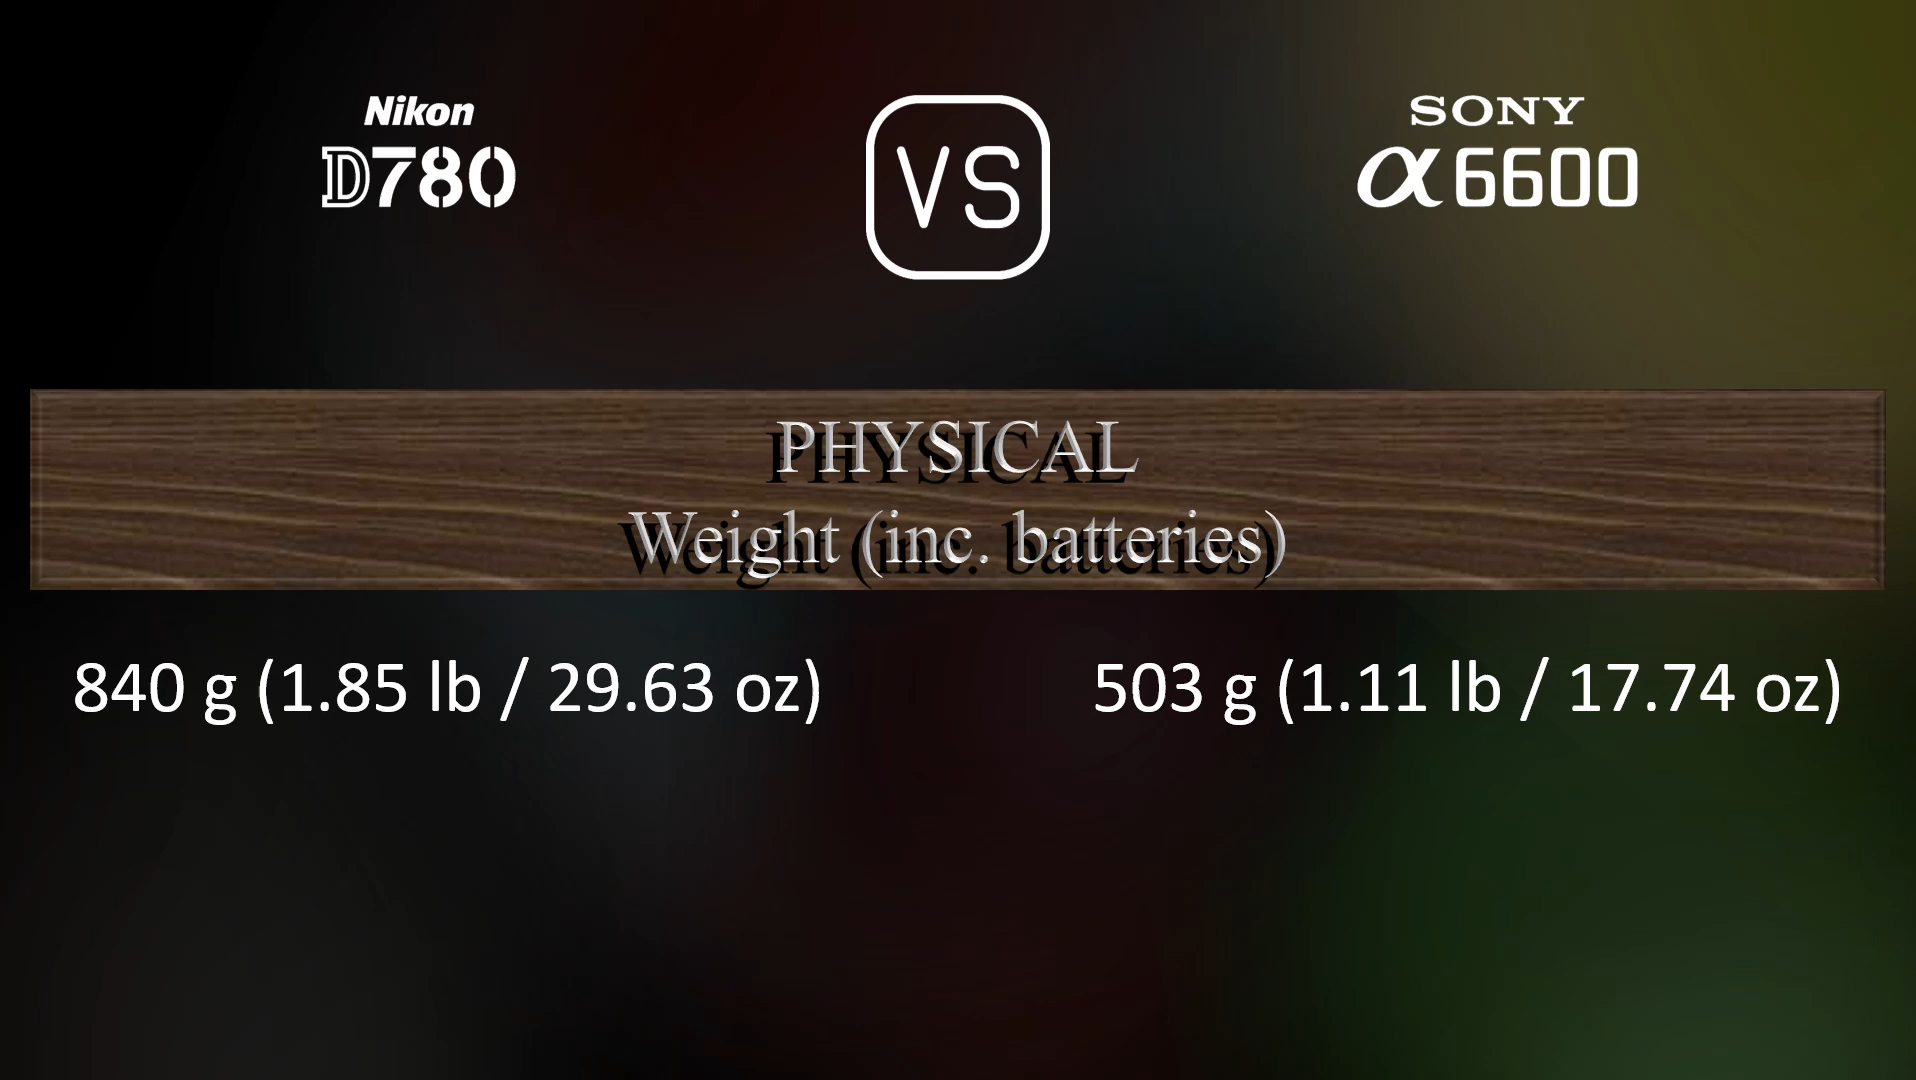 Nikon
D780
VS
SONY
α6600
PHYSICAL
Weight (inc. batteries)
840 g (1.85 lb / 29.63 oz)
503 g (1.11 lb / 17.74 oz)